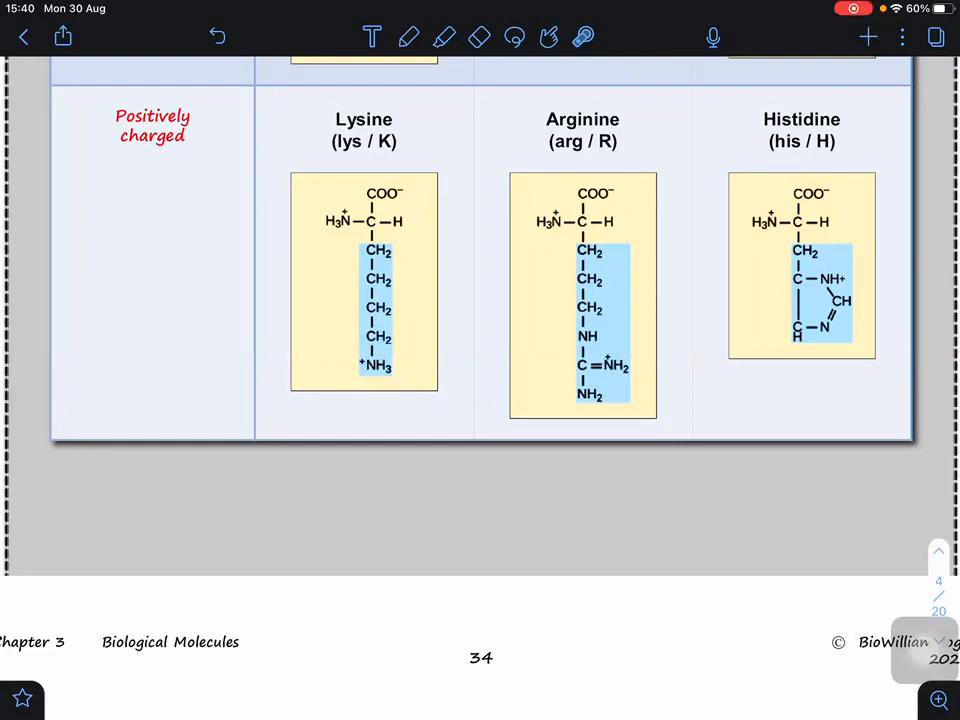 15:40 Mon 30 Aug
60%
Positively
charged
Lysine
(lys / K)
Arginine
(arg / R)
Histidine
(his / H)
COO⁻
H₃N⁺—C—H
CH₂
CH₂
CH₂
CH₂
⁺NH₃
COO⁻
H₃N⁺—C—H
CH₂
CH₂
CH₂
NH
C=N⁺H₂
NH₂
COO⁻
H₃N⁺—C—H
CH₂
C—NH⁺
CH
C—N
H
4
/
20
hapter 3 Biological Molecules
© BioWillian
34
202